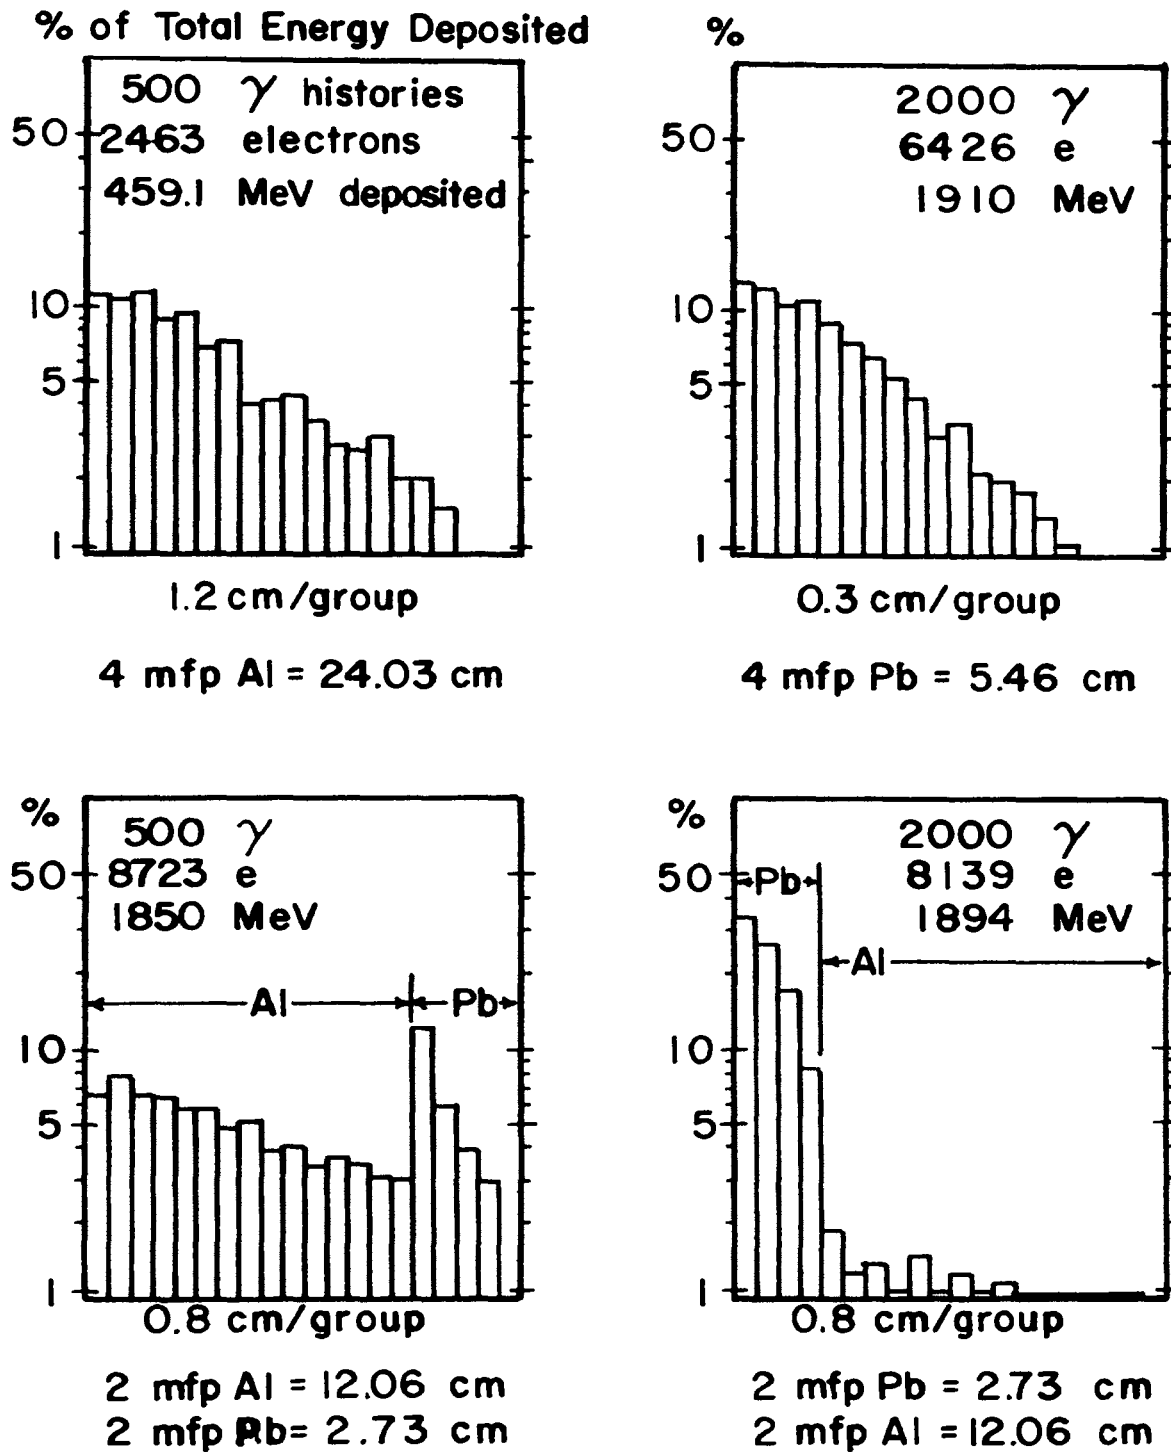 % of Total Energy Deposited
500 γ histories
2463 electrons
459.1 MeV deposited
50
10
5
1
1.2 cm/group
4 mfp Al = 24.03 cm
%
2000 γ
6426 e
1910 MeV
50
10
5
1
0.3 cm/group
4 mfp Pb = 5.46 cm
%
500 γ
8723 e
1850 MeV
50
Al
Pb
10
5
1
0.8 cm/group
2 mfp Al = 12.06 cm
2 mfp Pb = 2.73 cm
%
2000 γ
8139 e
1894 MeV
50
Pb
Al
10
5
1
0.8 cm/group
2 mfp Pb = 2.73 cm
2 mfp Al = 12.06 cm